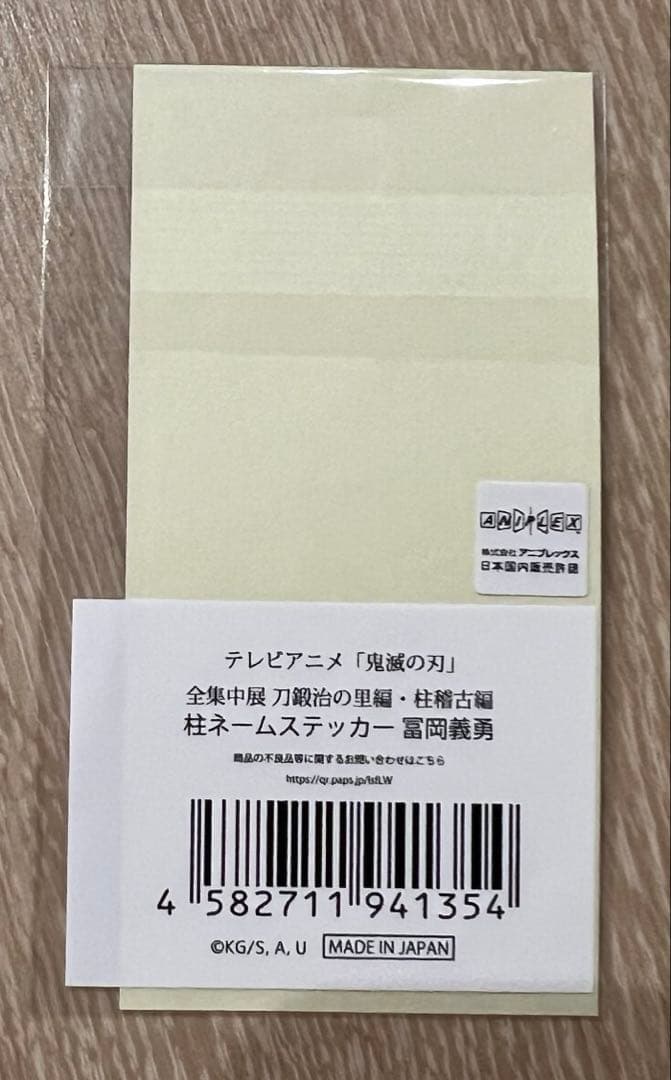 ANIPLEX
株式会社 アニプレックス
日本国内販売許諾
テレビアニメ「鬼滅の刃」
全集中展 刀鍛治の里編・柱稽古編
柱ネームステッカー 冨岡義勇
商品の不良品等に関するお問い合わせはこちら
4 582711 941354
©KG/S, A, U MADE IN JAPAN